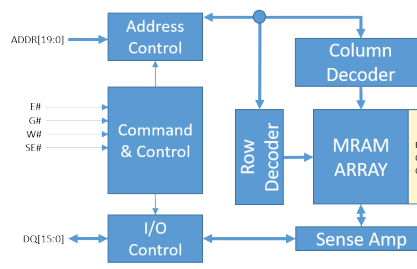 Address
Control
ADDR[19:0]
Column
Decoder
E#
G#
W#
SE#
Command
& Control
Row
Decoder
MRAM
ARRAY
I/O
Control
DQ[15:0]
Sense Amp